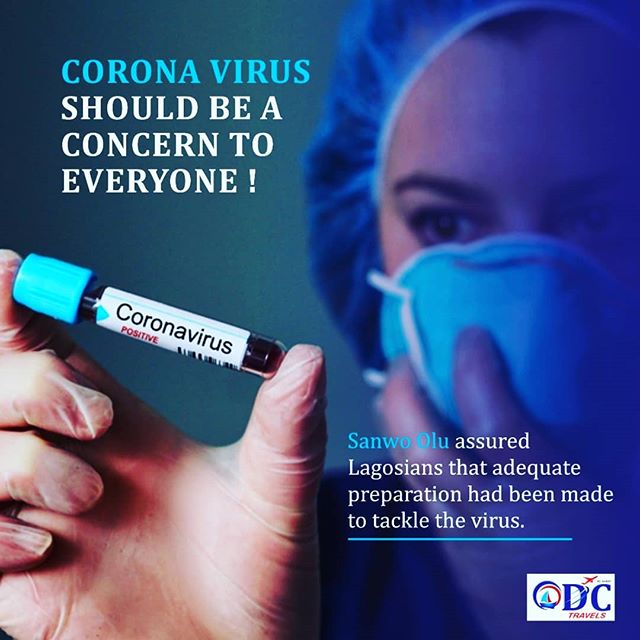 CORONA VIRUS
SHOULD BE A
CONCERN TO
EVERYONE !
Coronavirus
POSITIVE
Sanwo Olu assured
Lagosians that adequate
preparation had been made
to tackle the virus.
ODC
TRAVELS